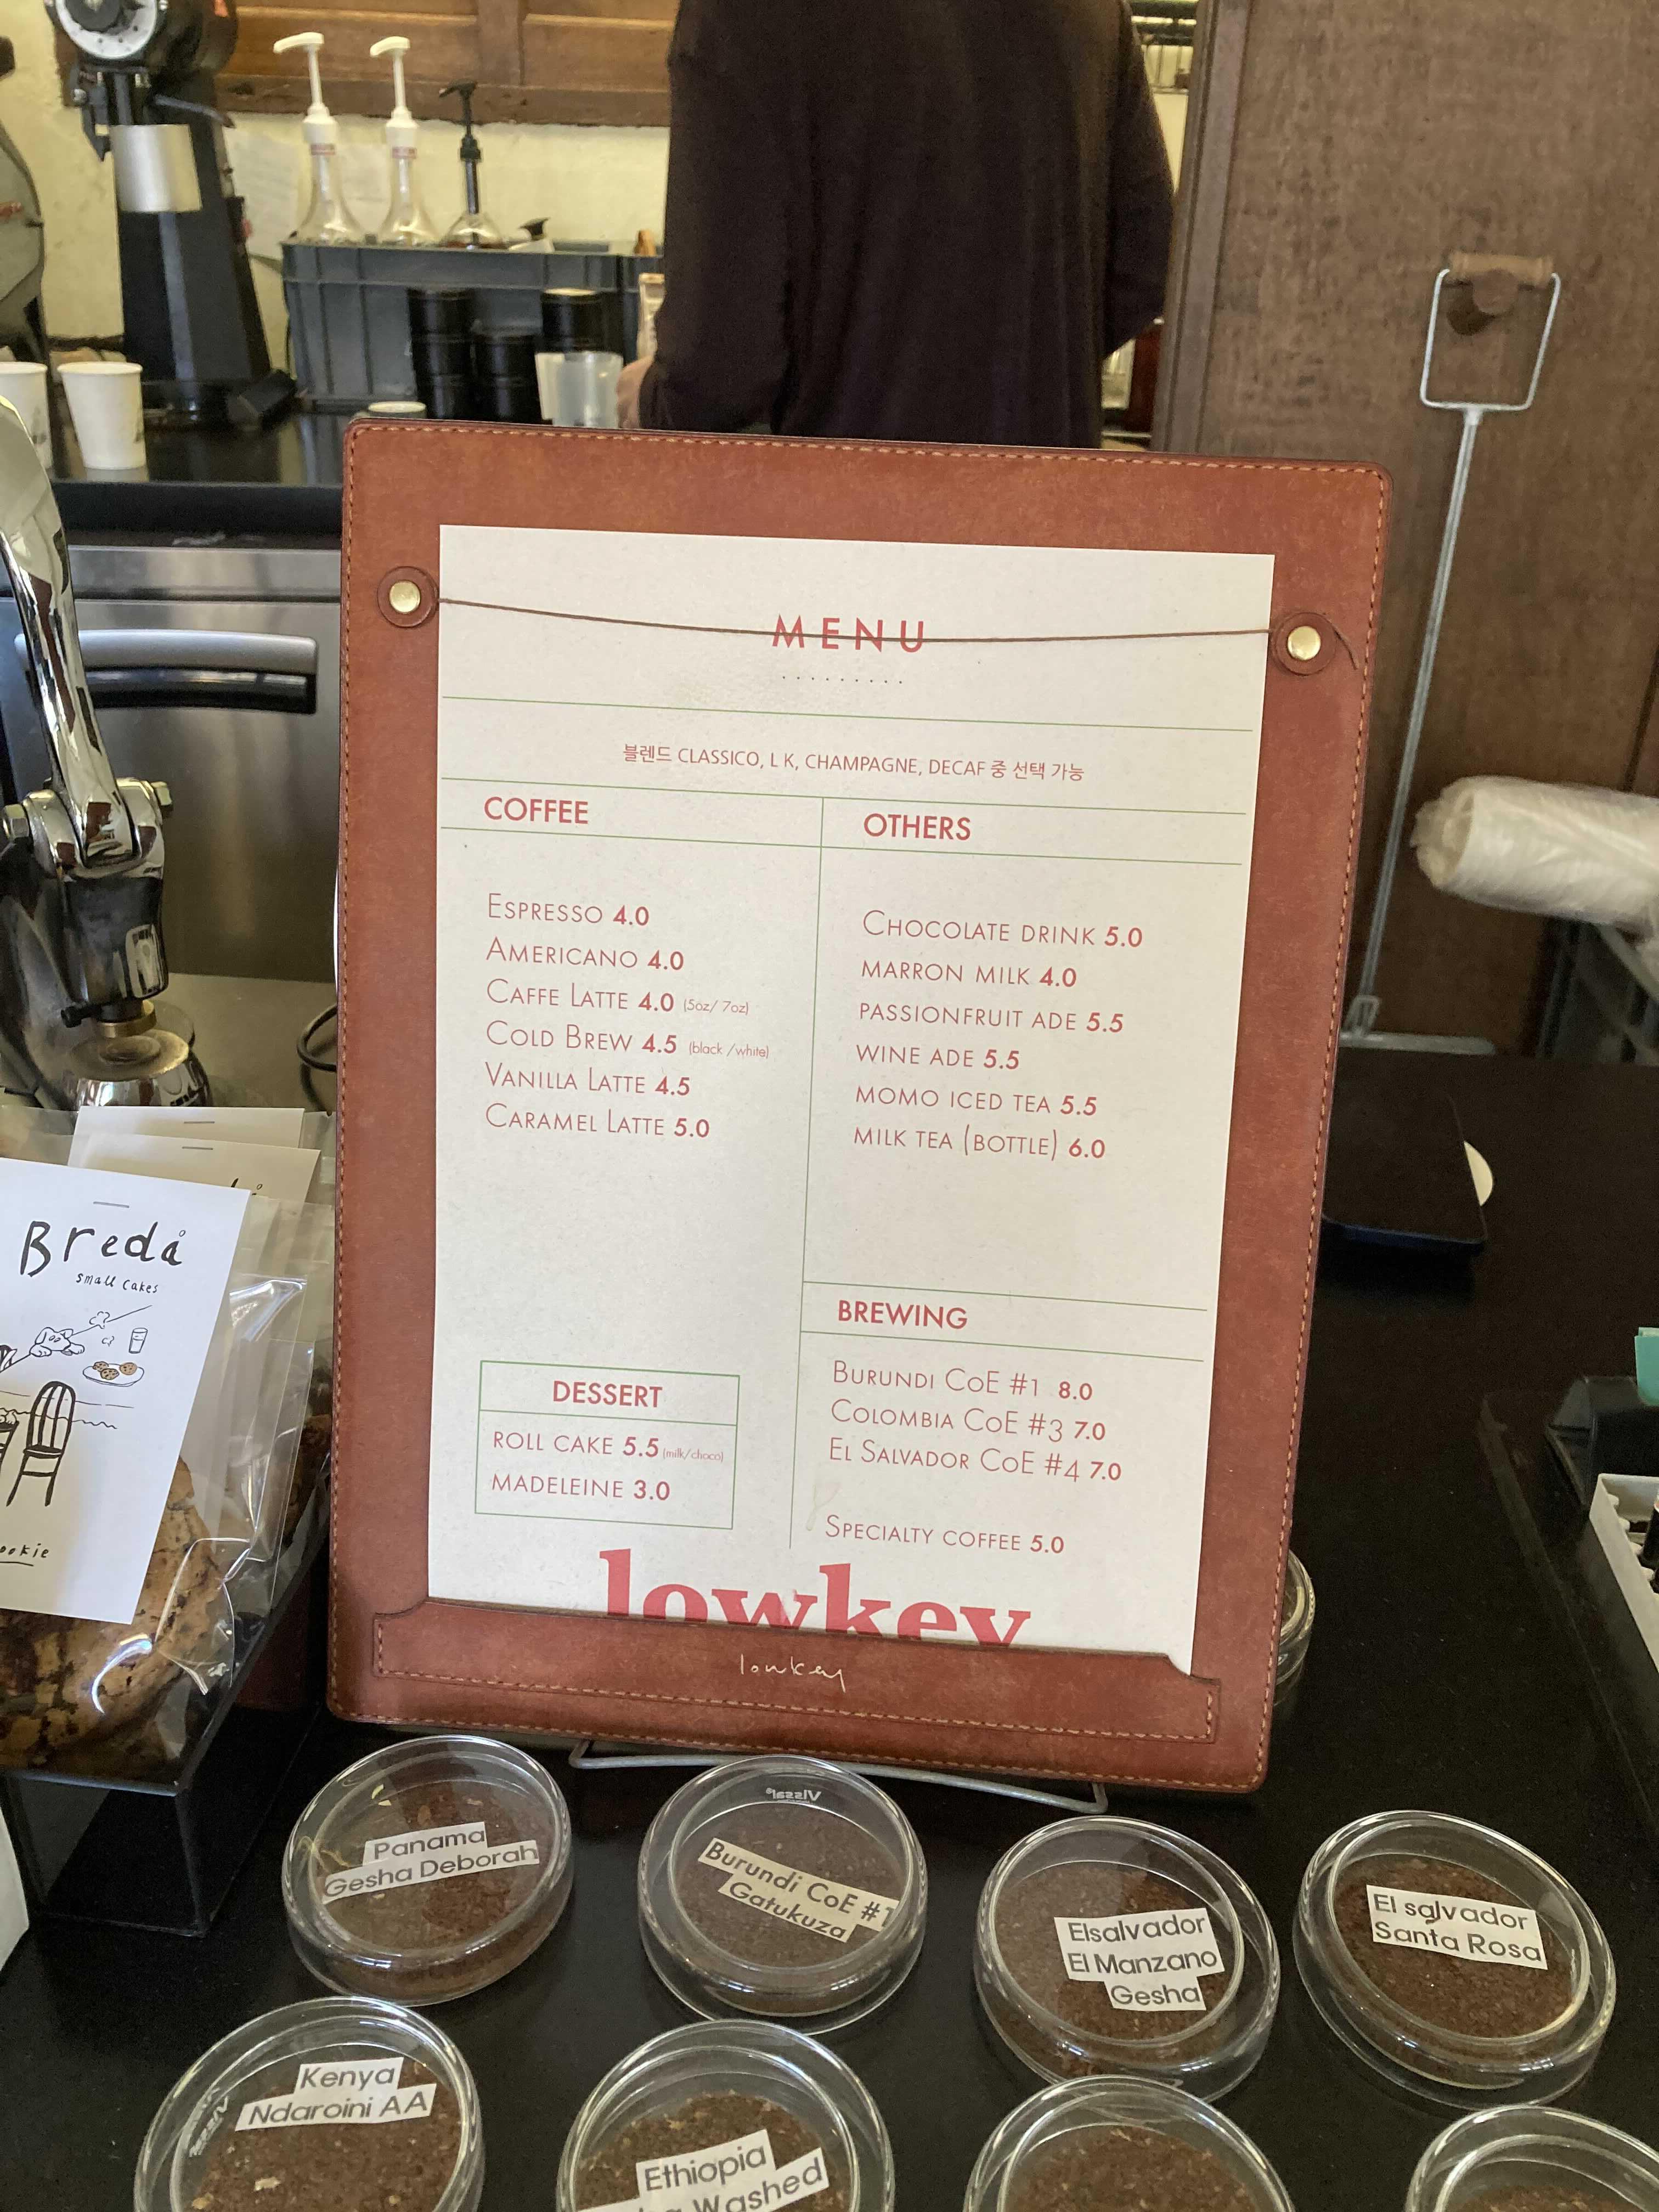 MENU
블렌드 CLASSICO, L K, CHAMPAGNE, DECAF 중 선택 가능
COFFEE
ESPRESSO 4.0
AMERICANO 4.0
CAFFE LATTE 4.0 (5oz/ 7oz)
COLD BREW 4.5 (black /white)
VANILLA LATTE 4.5
CARAMEL LATTE 5.0
OTHERS
CHOCOLATE DRINK 5.0
MARRON MILK 4.0
PASSIONFRUIT ADE 5.5
WINE ADE 5.5
MOMO ICED TEA 5.5
MILK TEA (BOTTLE) 6.0
DESSERT
ROLL CAKE 5.5 (milk/choco)
MADELEINE 3.0
BREWING
BURUNDI COE #1 8.0
COLOMBIA COE #3 7.0
EL SALVADOR COE #4 7.0
SPECIALTY COFFEE 5.0
lowkey
lowkey
Bredå
small cakes
Panama
Gesha Deborah
Burundi CoE #1
Gatukuza
Elsalvador
El Manzano
Gesha
El salvador
Santa Rosa
Kenya
Ndaroini AA
Ethiopia
Washed